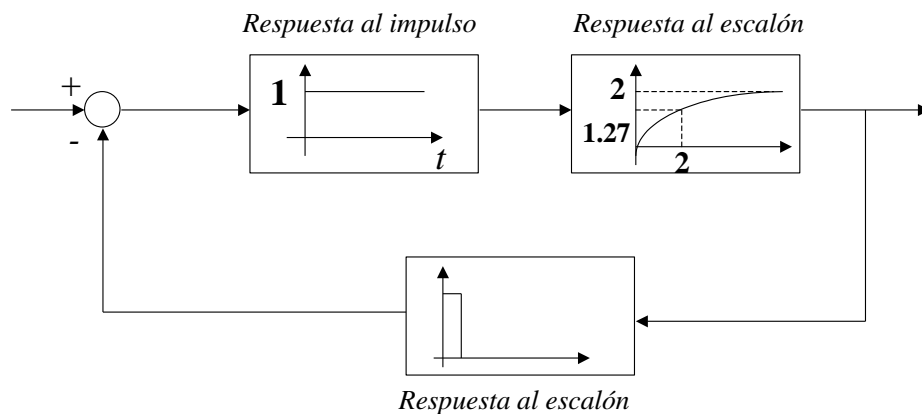 Respuesta al impulso
Respuesta al escalón
+
-
1
t
2
1.27
2
Respuesta al escalón